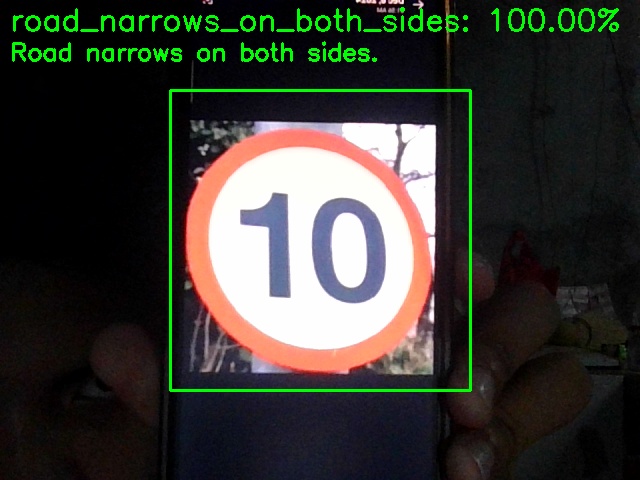 road_narrows_on_both_sides: 100.00%
Road narrows on both sides.
10